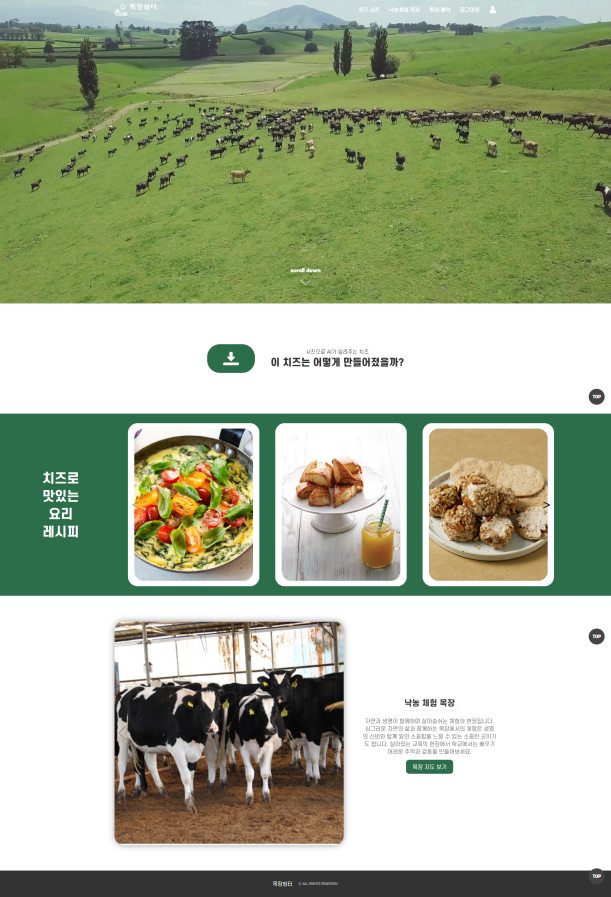 목장쉼터
치즈 사전
낙농체험 목장
목장 쉼터
로그아웃
scroll down
사진으로 AI가 알려주는 치즈
이 치즈는 어떻게 만들어졌을까?
TOP
치즈로
맛있는
요리
레시피
>
TOP
낙농 체험 목장
자연과 생명이 함께하며 살아숨쉬는 체험의 현장입니다.
싱그러운 자연의 삶과 함께하는 목장에서의 체험은 생명
의 신비와 함께 땀의 소중함을 느낄 수 있는 소중한 곳이기
도 합니다. 살아있는 교육의 현장에서 학교에서는 배우기
어려운 추억과 감동을 만들어보세요.
목장 지도 보기
TOP
목장쉼터
© ALL RIGHTS RESERVED.